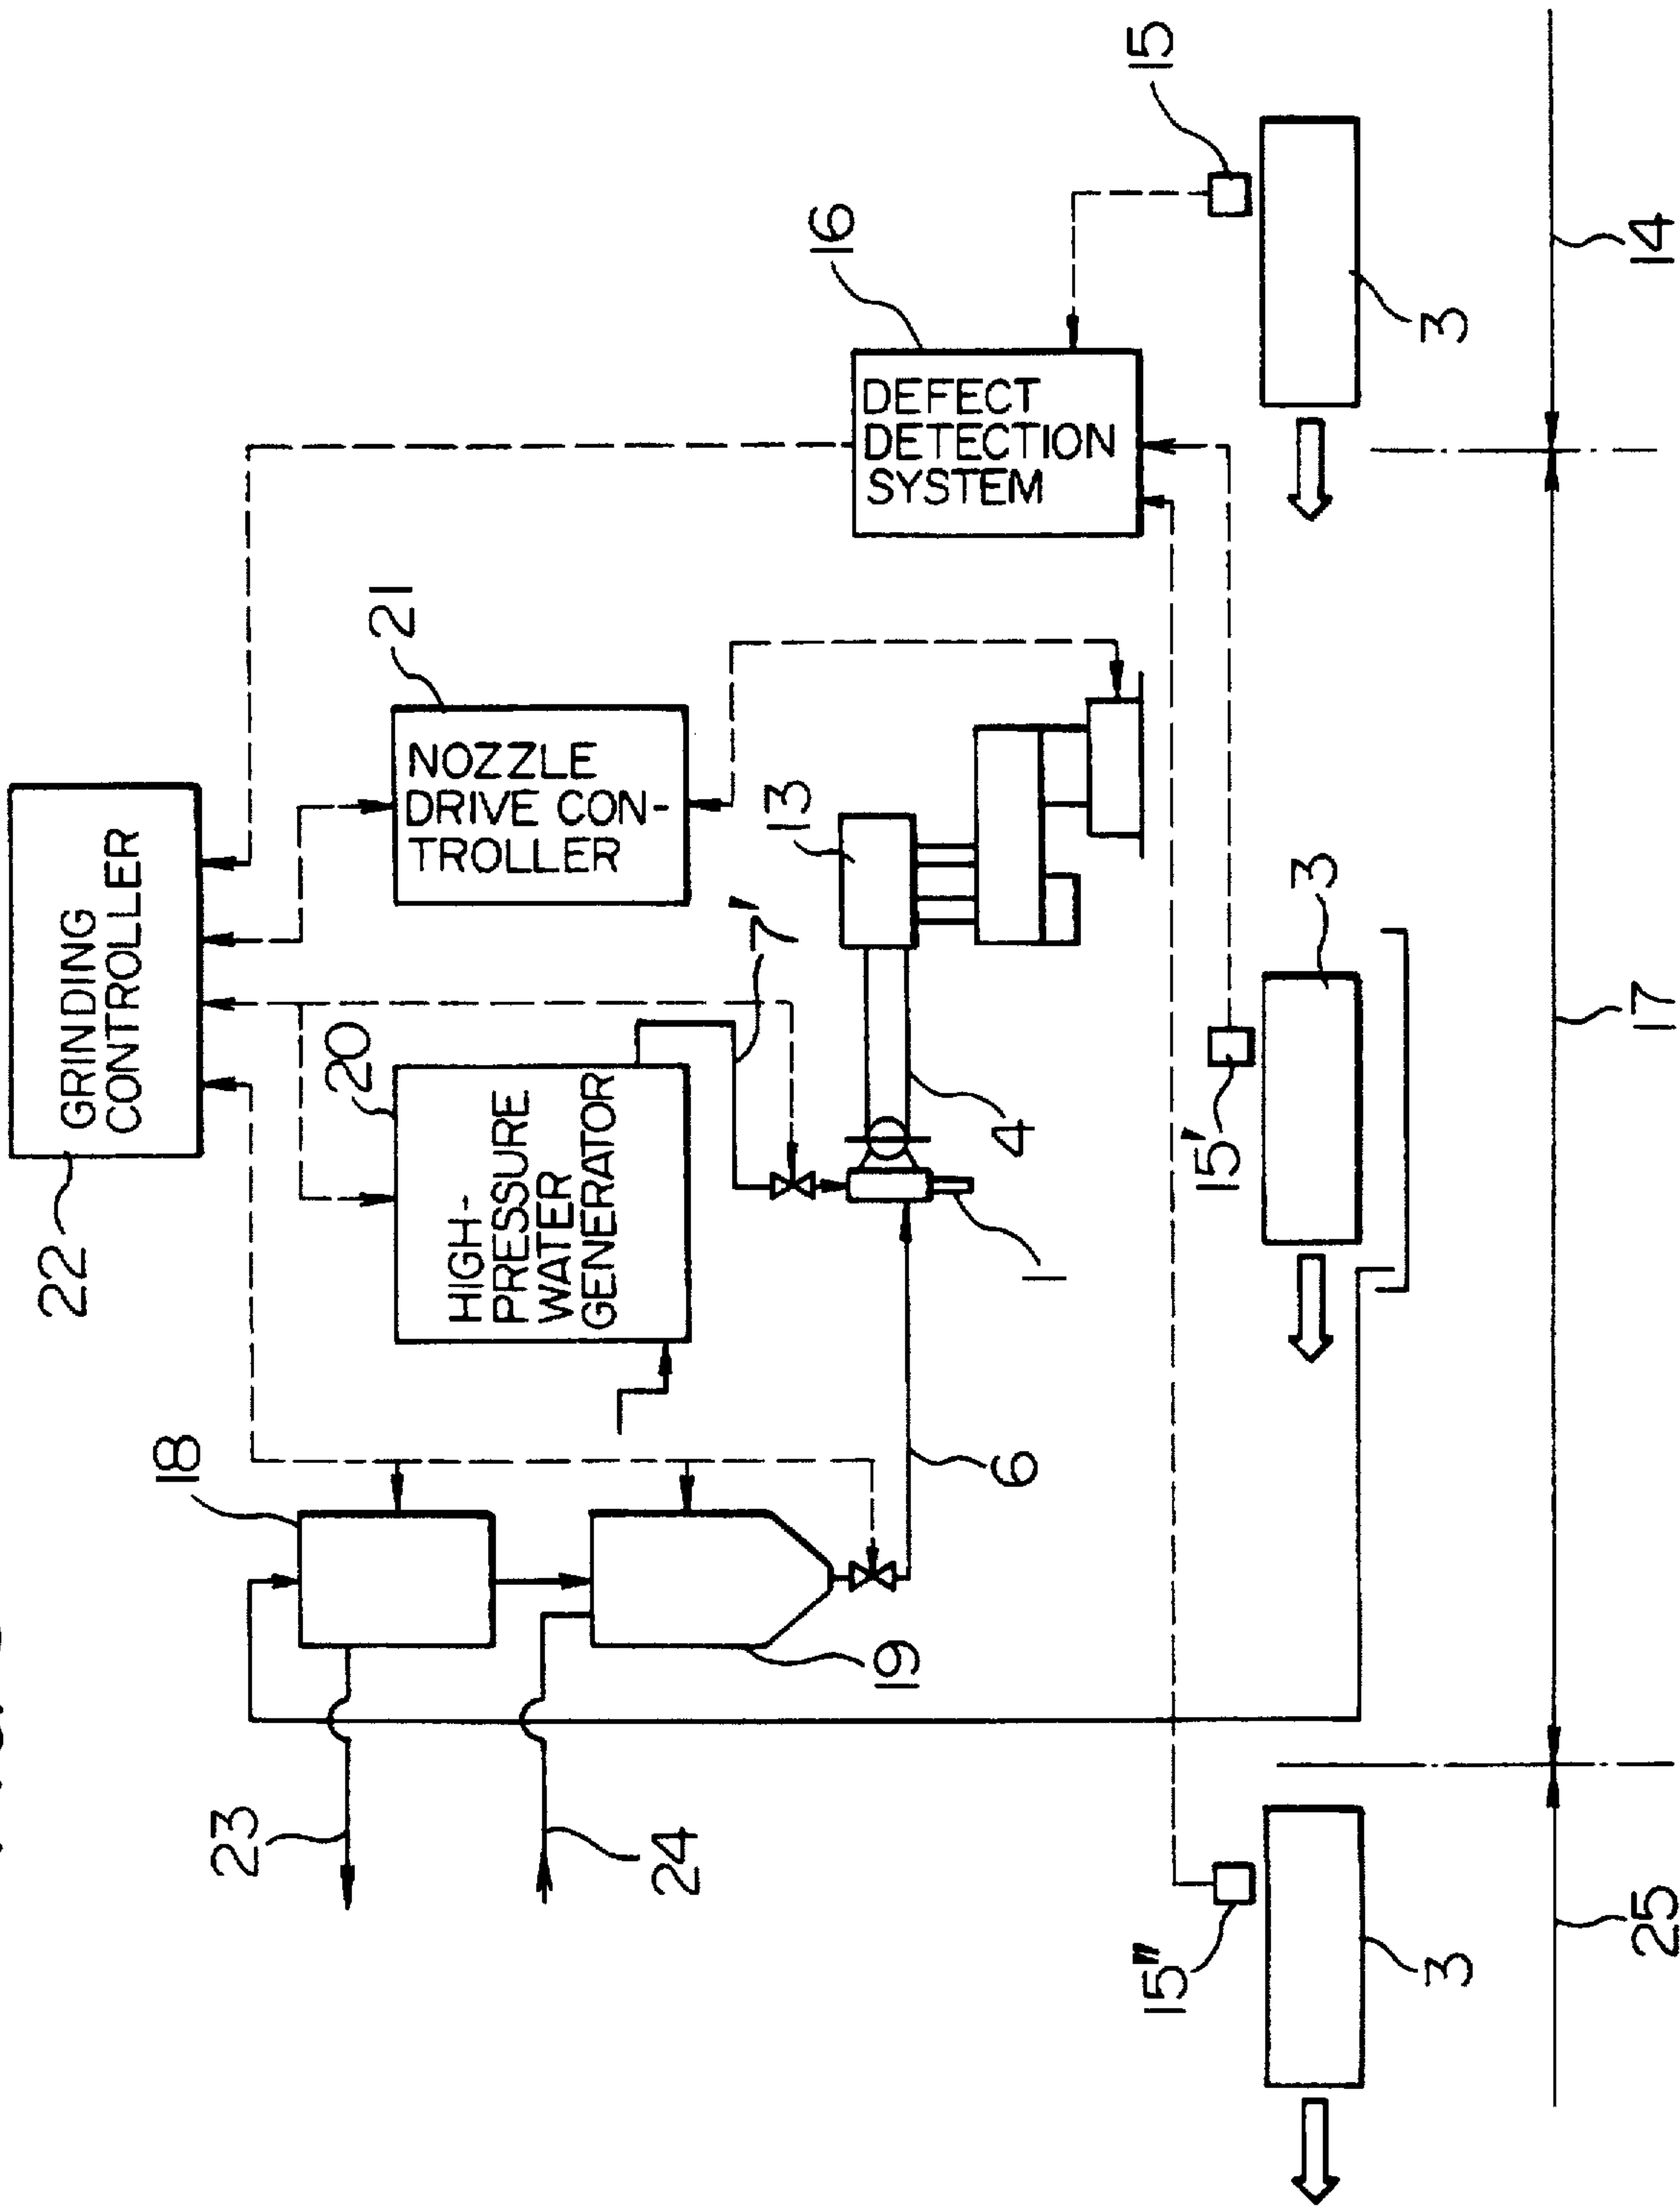 22
GRINDING
CONTROLLER
18
20
HIGH-
PRESSURE
WATER
GENERATOR
21
NOZZLE
DRIVE CON-
TROLLER
7'
16
DEFECT
DETECTION
SYSTEM
23
24
19
6
1
4
13
15"
15'
15
3
3
3
25
17
14